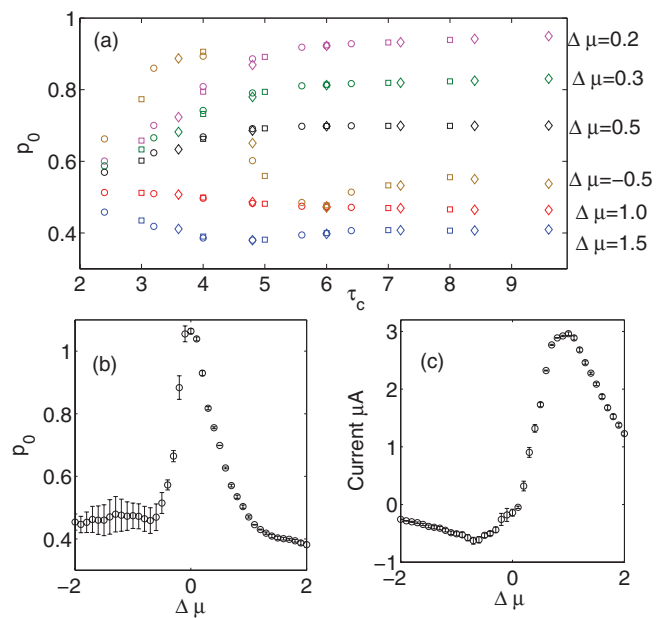 (a)
1
0.8
0.6
0.4
p0
2 3 4 5 6 7 8 9
τc
Δ μ=0.2
Δ μ=0.3
Δ μ=0.5
Δ μ=−0.5
Δ μ=1.0
Δ μ=1.5
(b)
1
0.8
0.6
0.4
p0
−2 0 2
Δ μ
(c)
3
2
1
0
−1
Current μA
−2 0 2
Δ μ